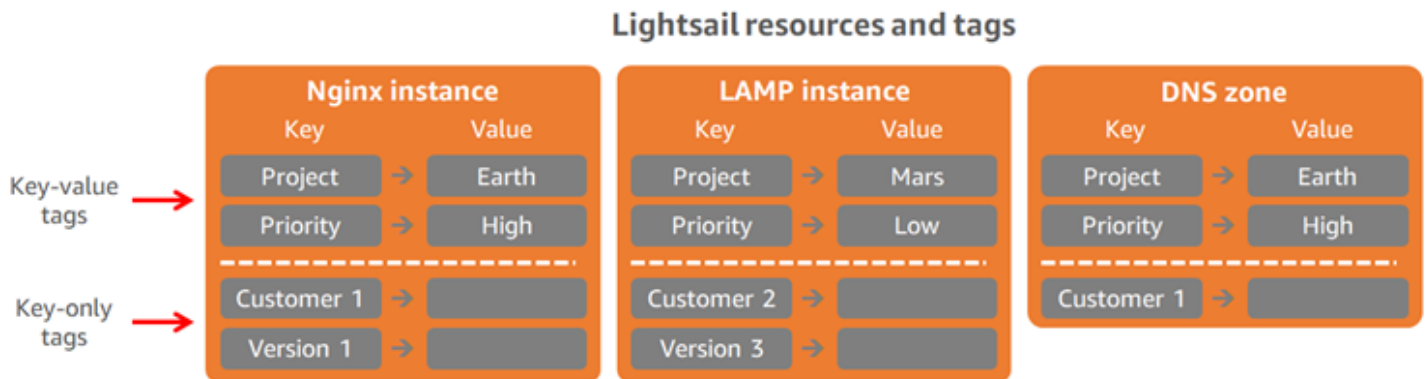 Lightsail resources and tags
Nginx instance
Key Value
Project → Earth
Priority → High
Customer 1 →
Version 1 →
LAMP instance
Key Value
Project → Mars
Priority → Low
Customer 2 →
Version 3 →
DNS zone
Key Value
Project → Earth
Priority → High
Customer 1 →
Key-value
tags
Key-only
tags